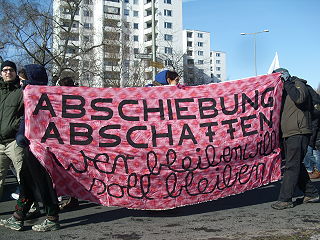 ABSCHIEBUNG
ABSCHAFFEN
wer bleiben will
soll bleiben!